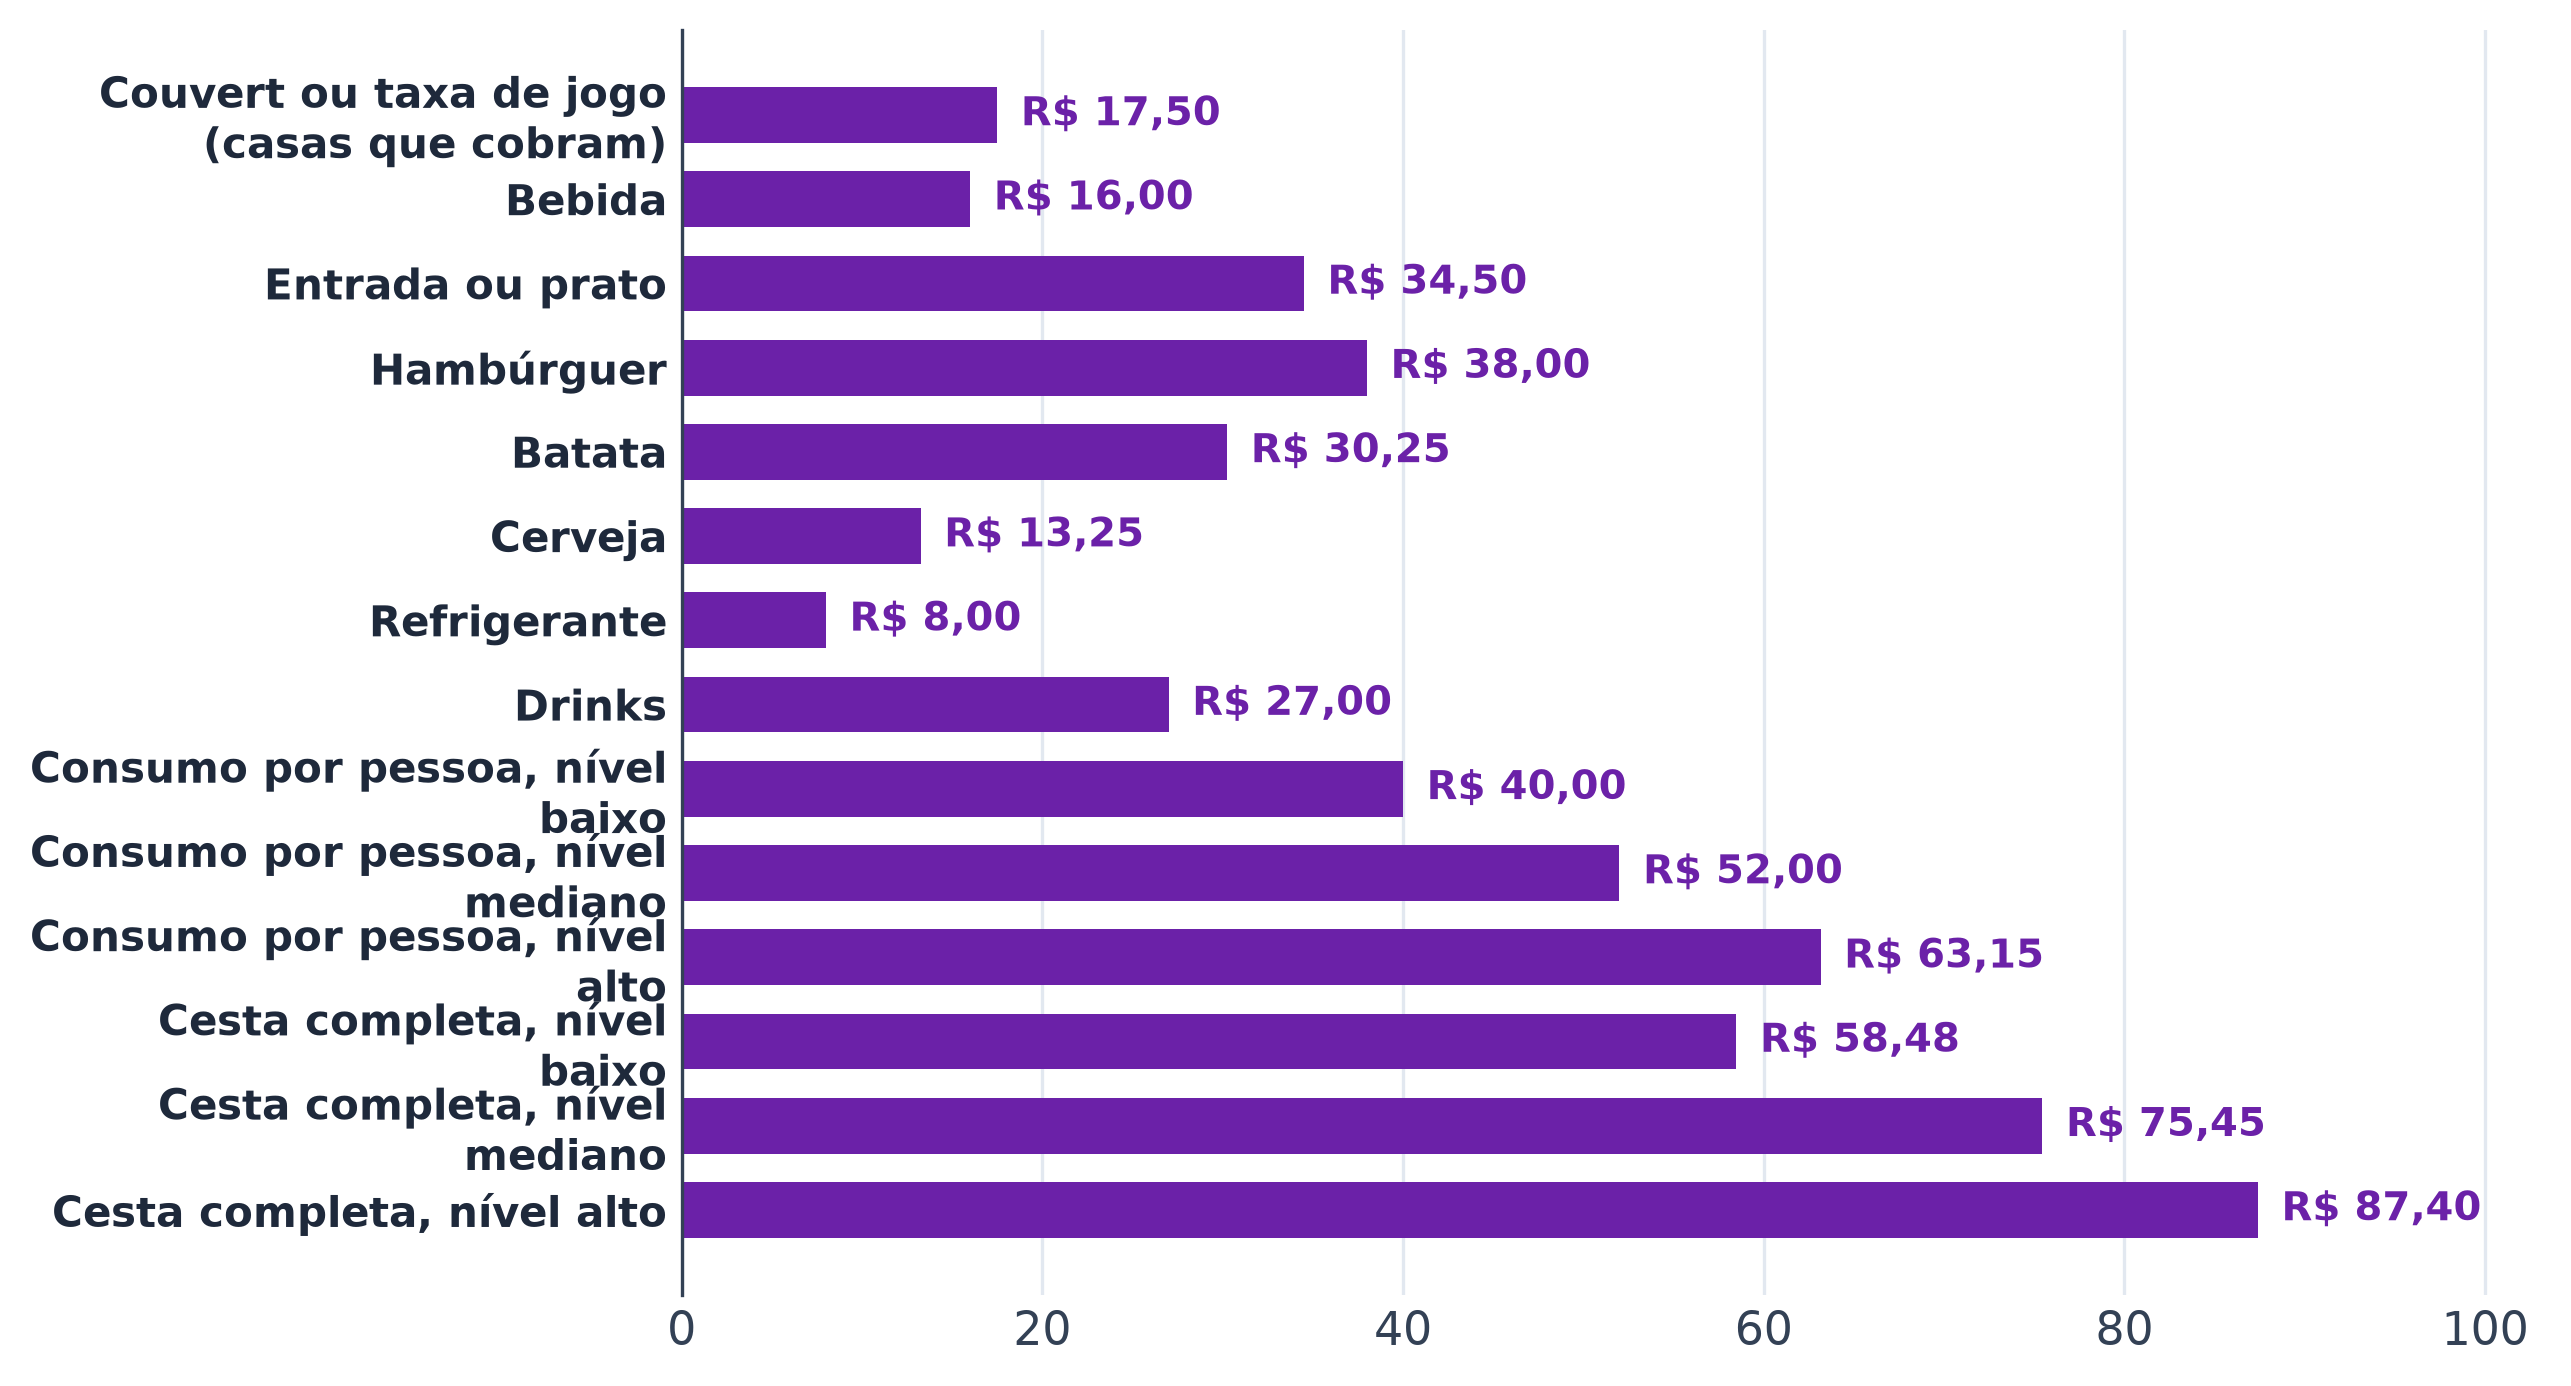 Couvert ou taxa de jogo
(casas que cobram)
R$ 17,50
Bebida
R$ 16,00
Entrada ou prato
R$ 34,50
Hambúrguer
R$ 38,00
Batata
R$ 30,25
Cerveja
R$ 13,25
Refrigerante
R$ 8,00
Drinks
R$ 27,00
Consumo por pessoa, nível
baixo
R$ 40,00
Consumo por pessoa, nível
mediano
R$ 52,00
Consumo por pessoa, nível
alto
R$ 63,15
Cesta completa, nível
baixo
R$ 58,48
Cesta completa, nível
mediano
R$ 75,45
Cesta completa, nível alto
R$ 87,40
0 20 40 60 80 100